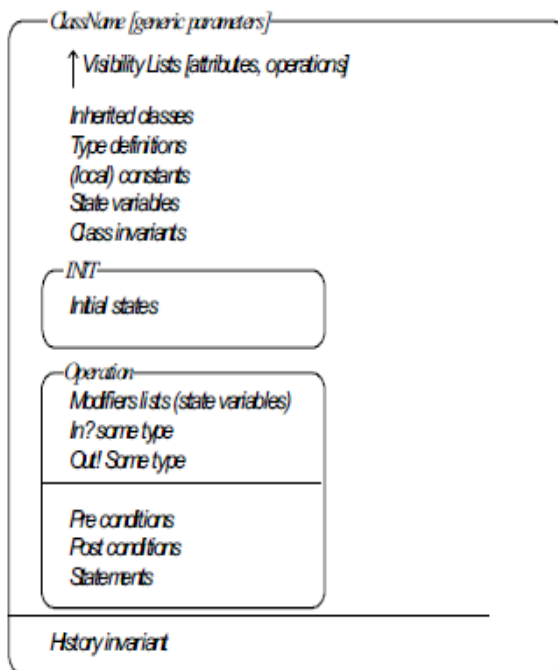 ClassName [generic parameters]
Visibility Lists [attributes, operations]
Inherited classes
Type definitions
(local) constants
State variables
Class invariants
INIT
Initial states
Operation
Modifiers lists (state variables)
In? some type
Out! Some type
Pre conditions
Post conditions
Statements
History invariant